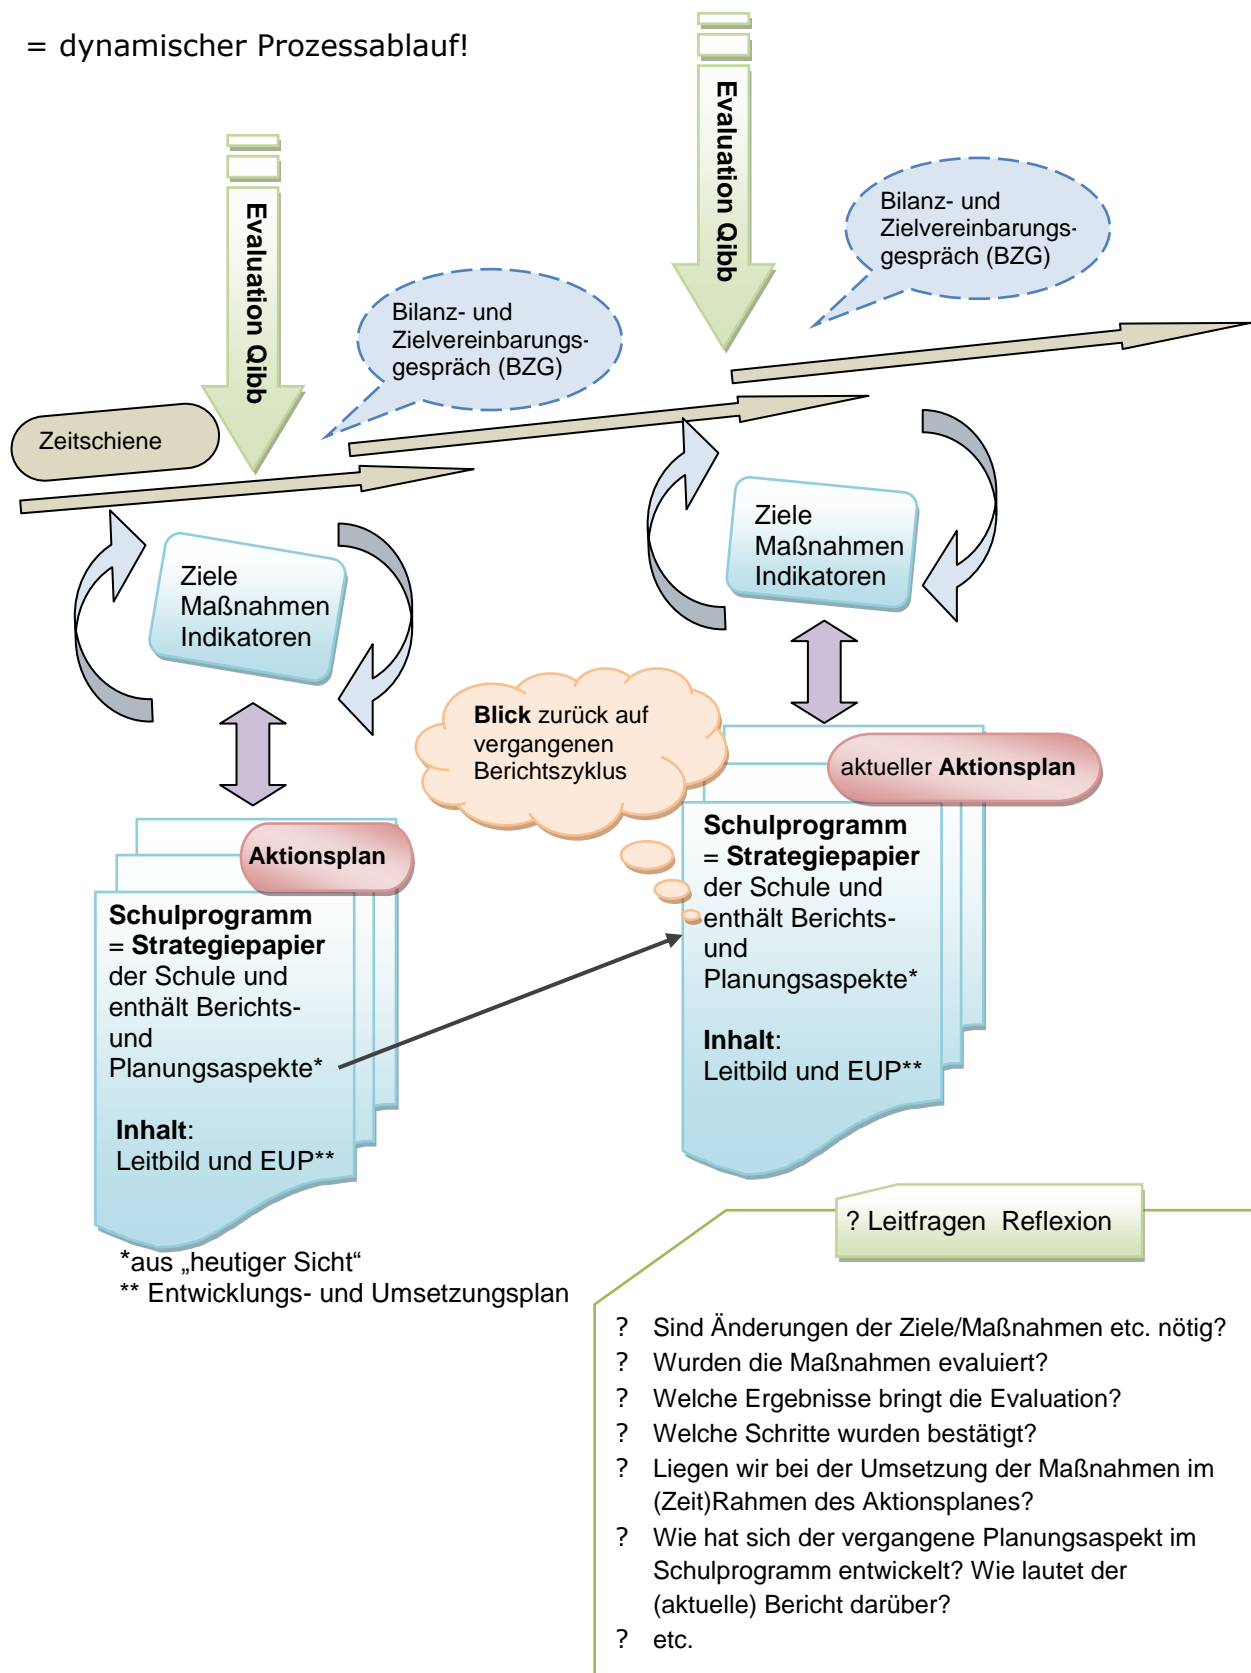 = dynamischer Prozessablauf!
Evaluation Qibb
Bilanz- und
Zielvereinbarungs-
gespräch (BZG)
Evaluation Qibb
Bilanz- und
Zielvereinbarungs-
gespräch (BZG)
Zeitschiene
Ziele
Maßnahmen
Indikatoren
Ziele
Maßnahmen
Indikatoren
Blick zurück auf
vergangenen
Berichtszyklus
aktueller Aktionsplan
Schulprogramm
= Strategiepapier
der Schule und
enthält Berichts-
und
Planungsaspekte*
Inhalt:
Leitbild und EUP**
Aktionsplan
Schulprogramm
= Strategiepapier
der Schule und
enthält Berichts-
und
Planungsaspekte*
Inhalt:
Leitbild und EUP**
*aus „heutiger Sicht“
** Entwicklungs- und Umsetzungsplan
? Leitfragen Reflexion
? Sind Änderungen der Ziele/Maßnahmen etc. nötig?
? Wurden die Maßnahmen evaluiert?
? Welche Ergebnisse bringt die Evaluation?
? Welche Schritte wurden bestätigt?
? Liegen wir bei der Umsetzung der Maßnahmen im
(Zeit)Rahmen des Aktionsplanes?
? Wie hat sich der vergangene Planungsaspekt im
Schulprogramm entwickelt? Wie lautet der
(aktuelle) Bericht darüber?
? etc.